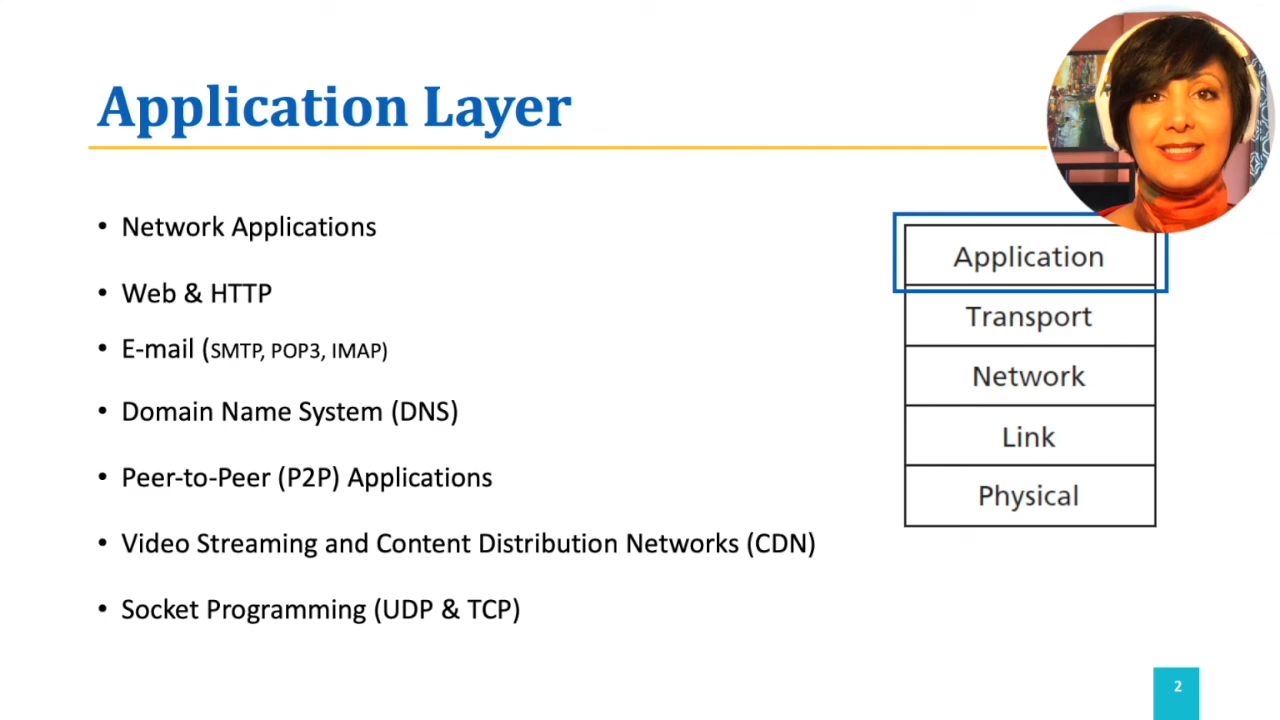 Application Layer
• Network Applications
• Web & HTTP
• E-mail (SMTP, POP3, IMAP)
• Domain Name System (DNS)
• Peer-to-Peer (P2P) Applications
• Video Streaming and Content Distribution Networks (CDN)
• Socket Programming (UDP & TCP)
Application
Transport
Network
Link
Physical
2